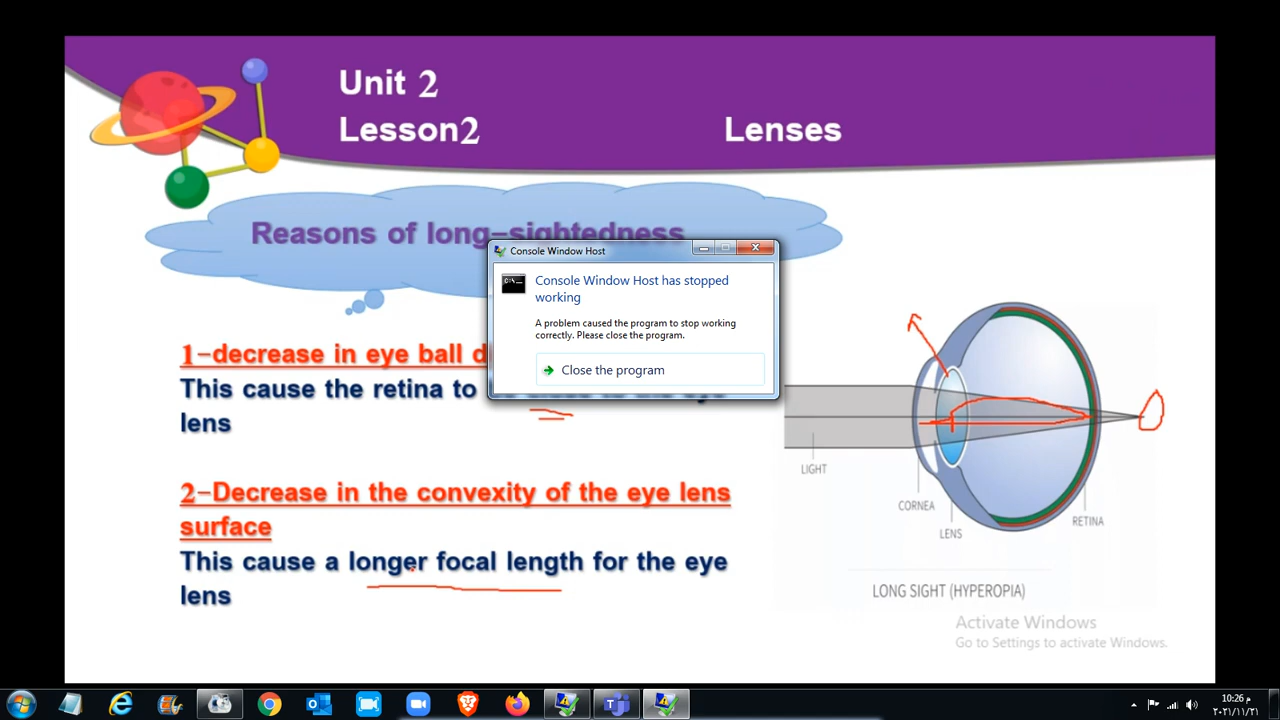 Unit 2
Lesson2
Lenses
Reasons of long-sightedness
Console Window Host
Console Window Host has stopped
working
A problem caused the program to stop working
correctly. Please close the program.
Close the program
1-decrease in eye ball d
This cause the retina to to the eye
lens
2-Decrease in the convexity of the eye lens
surface
This cause a longer focal length for the eye
lens
LIGHT
CORNEA
LENS
RETINA
LONG SIGHT (HYPEROPIA)
Activate Windows
Go to Settings to activate Windows.
10:26 م
٢٠٢١/١١/٢١